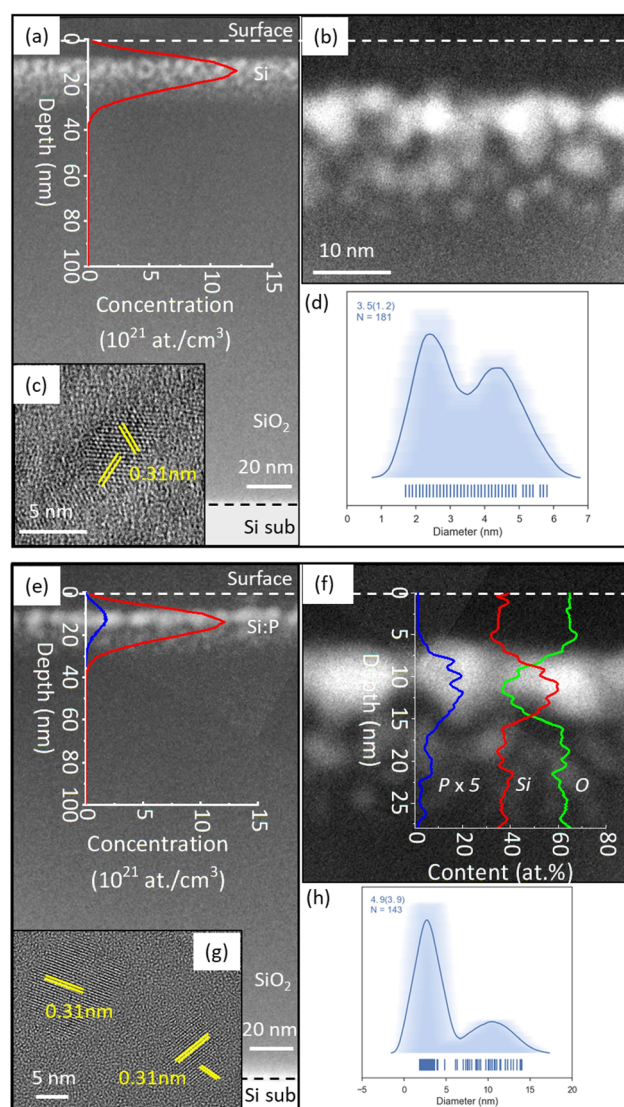 (a)
Surface
0
20
40
60
80
100
Depth (nm)
Si
0
5
10
15
Concentration
(10²¹ at./cm³)
(c)
0.31nm
5 nm
SiO₂
20 nm
Si sub
(b)
10 nm
(d)
3.5(1.2)
N = 181
0 1 2 3 4 5 6 7
Diameter (nm)
(e)
Surface
0
20
40
60
80
100
Depth (nm)
Si:P
0
5
10
15
Concentration
(10²¹ at./cm³)
(g)
0.31nm
0.31nm
5 nm
SiO₂
20 nm
Si sub
(f)
0
5
10
15
20
25
Depth (nm)
P x 5
Si
O
0
20
40
60
80
Content (at.%)
(h)
4.9(3.9)
N = 143
−5 0 5 10 15 20
Diameter (nm)